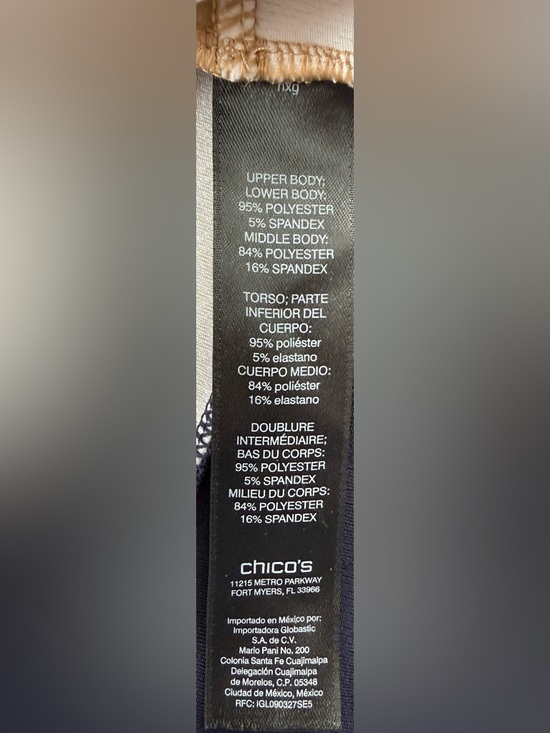 nxg
UPPER BODY;
LOWER BODY:
95% POLYESTER
5% SPANDEX
MIDDLE BODY:
84% POLYESTER
16% SPANDEX
TORSO; PARTE
INFERIOR DEL
CUERPO:
95% poliéster
5% elastano
CUERPO MEDIO:
84% poliéster
16% elastano
DOUBLURE
INTERMÉDIAIRE;
BAS DU CORPS:
95% POLYESTER
5% SPANDEX
MILIEU DU CORPS:
84% POLYESTER
16% SPANDEX
chico's
11215 METRO PARKWAY
FORT MYERS, FL 33966
Importado en México por:
Importadora Globastic
S.A. de C.V.
Mario Pani No. 200
Colonia Santa Fe Cuajimalpa
Delegación Cuajimalpa
de Morelos, C.P. 05348
Ciudad de México, México
RFC: IGL090327SE5